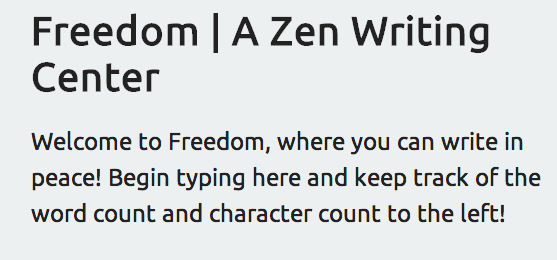 Freedom | A Zen Writing
Center
Welcome to Freedom, where you can write in
peace! Begin typing here and keep track of the
word count and character count to the left!